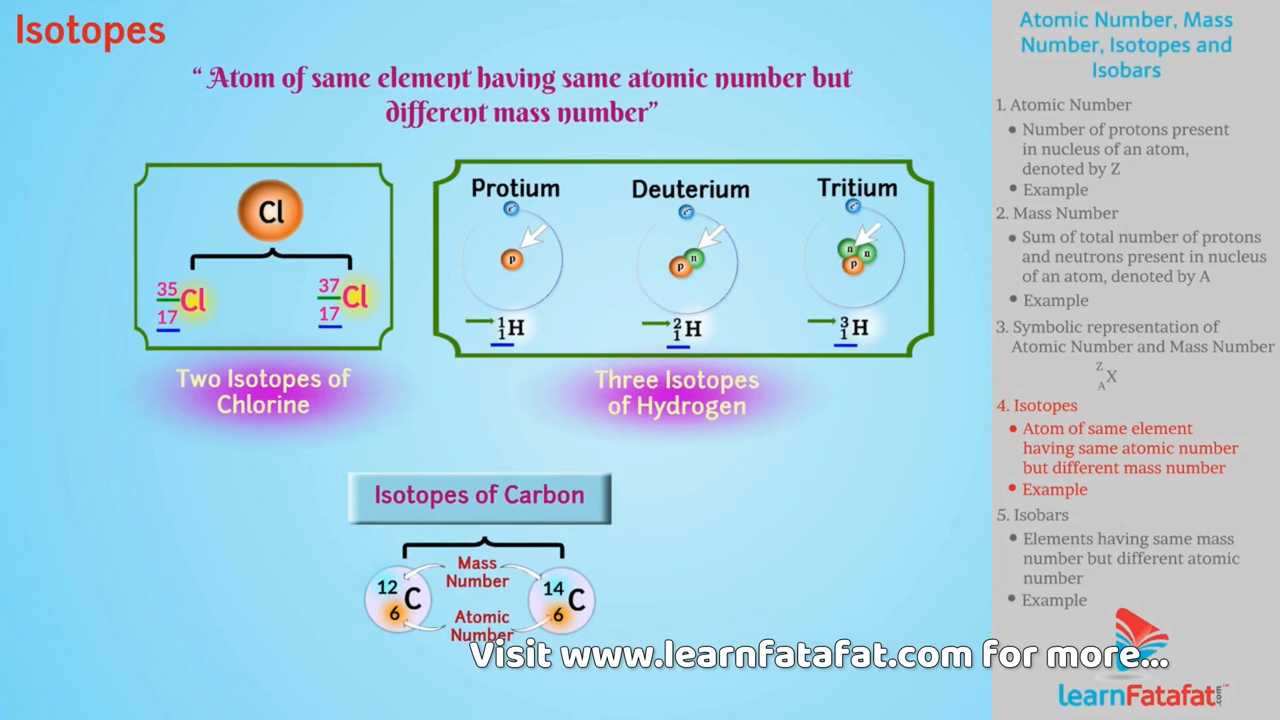 Isotopes
“ Atom of same element having same atomic number but
different mass number”
Cl
35
17 Cl
37
17 Cl
Two Isotopes of
Chlorine
Protium Deuterium Tritium
e⁻ e⁻ e⁻
p
p n
n n
p
1
1 H
2
1 H
3
1 H
Three Isotopes
of Hydrogen
Isotopes of Carbon
Mass
Number
12
6 C
14
6 C
Atomic
Number
Visit www.learnfatafat.com for more...
Atomic Number, Mass
Number, Isotopes and
Isobars
1. Atomic Number
• Number of protons present
in nucleus of an atom,
denoted by Z
• Example
2. Mass Number
• Sum of total number of protons
and neutrons present in nucleus
of an atom, denoted by A
• Example
3. Symbolic representation of
Atomic Number and Mass Number
Z
A X
4. Isotopes
• Atom of same element
having same atomic number
but different mass number
• Example
5. Isobars
• Elements having same mass
number but different atomic
number
• Example
learnFatafat.com™